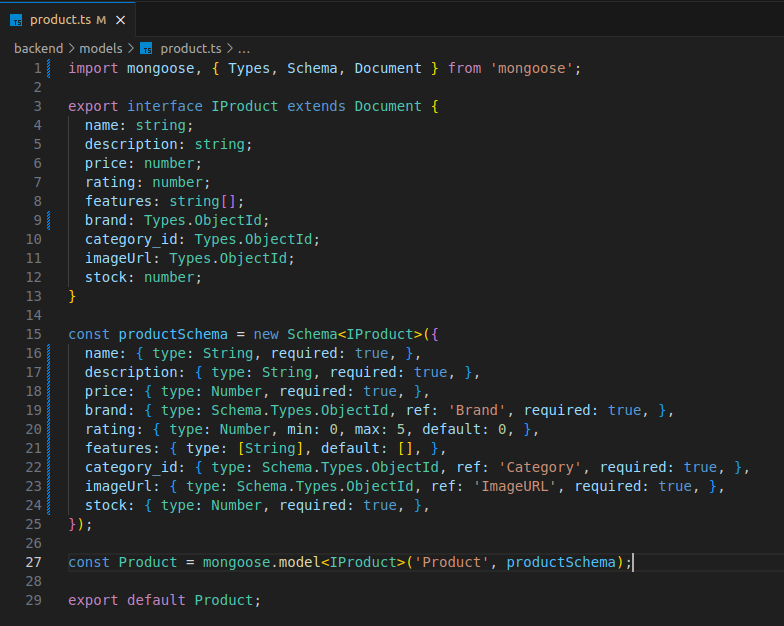 TS product.ts M ×
backend > models > TS product.ts > ...
1 import mongoose, { Types, Schema, Document } from 'mongoose';
2
3 export interface IProduct extends Document {
4   name: string;
5   description: string;
6   price: number;
7   rating: number;
8   features: string[];
9   brand: Types.ObjectId;
10   category_id: Types.ObjectId;
11   imageUrl: Types.ObjectId;
12   stock: number;
13 }
14
15 const productSchema = new Schema<IProduct>({
16   name: { type: String, required: true, },
17   description: { type: String, required: true, },
18   price: { type: Number, required: true, },
19   brand: { type: Schema.Types.ObjectId, ref: 'Brand', required: true, },
20   rating: { type: Number, min: 0, max: 5, default: 0, },
21   features: { type: [String], default: [], },
22   category_id: { type: Schema.Types.ObjectId, ref: 'Category', required: true, },
23   imageUrl: { type: Schema.Types.ObjectId, ref: 'ImageURL', required: true, },
24   stock: { type: Number, required: true, },
25 });
26
27 const Product = mongoose.model<IProduct>('Product', productSchema);
28
29 export default Product;